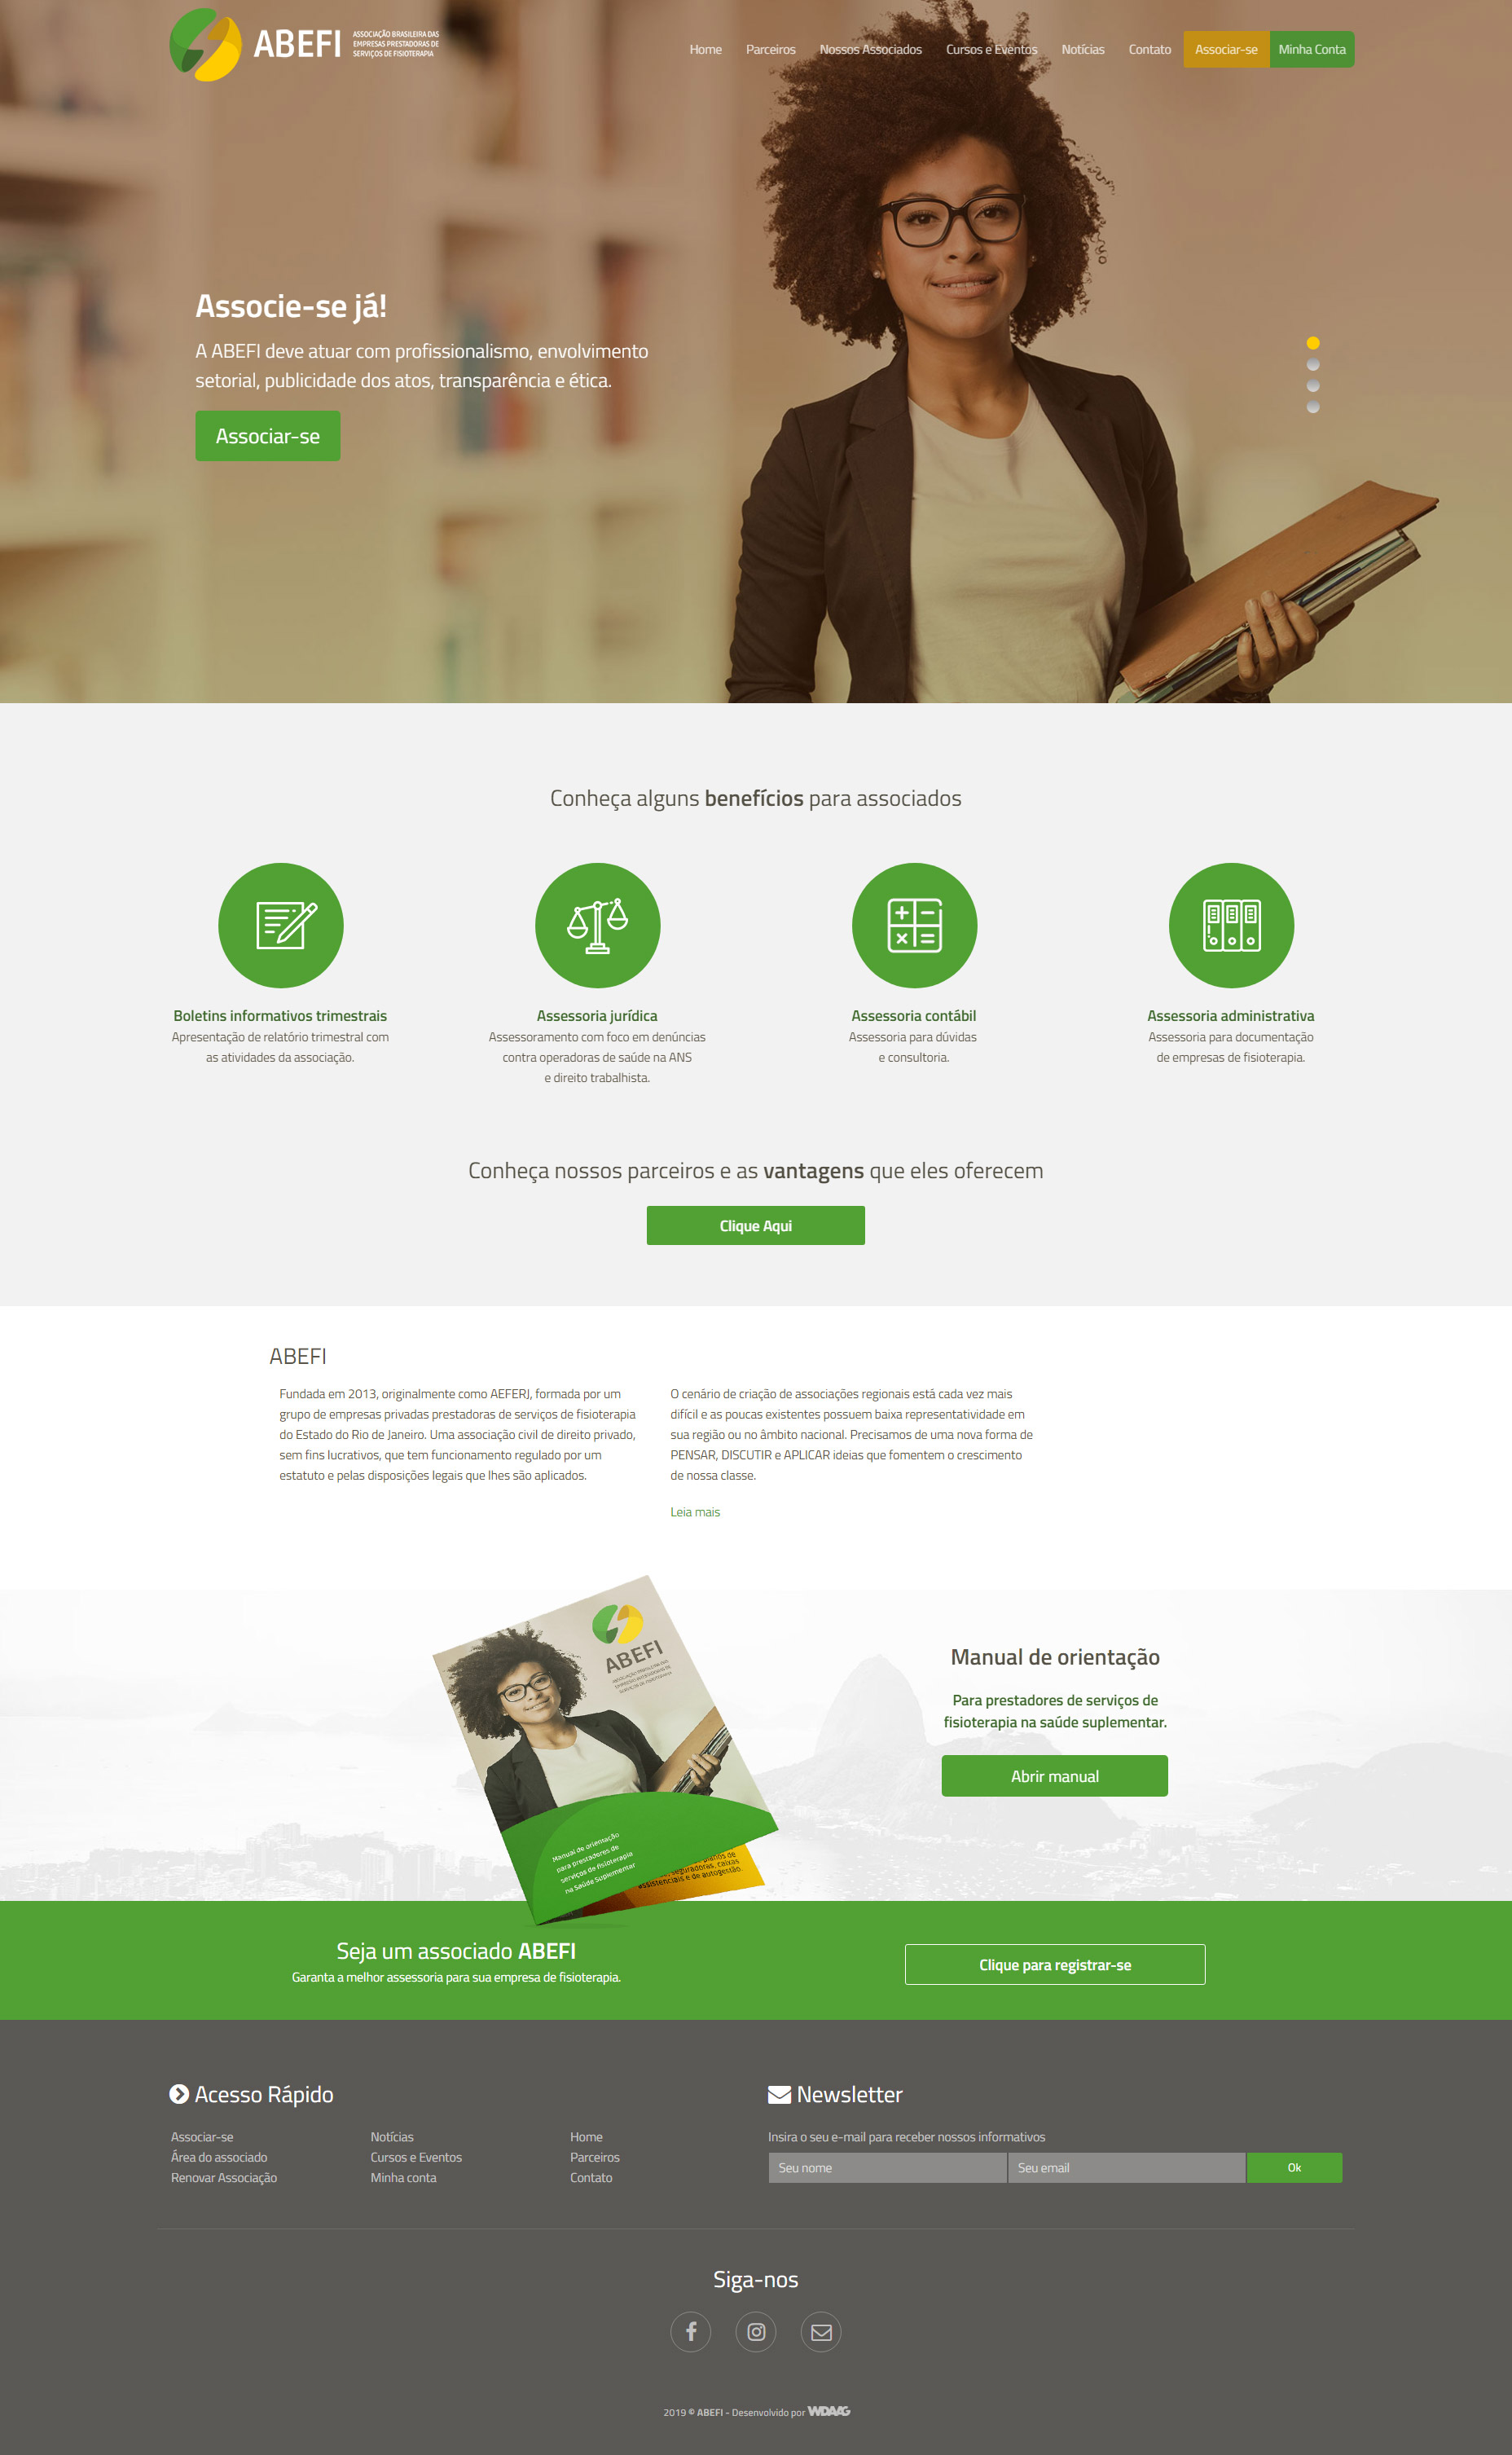 ABEFI
ASSOCIAÇÃO BRASILEIRA DAS
EMPRESAS PRESTADORAS DE
SERVIÇOS DE FISIOTERAPIA
Home Parceiros Nossos Associados Cursos e Eventos Notícias Contato Associar-se Minha Conta
Associe-se já!
A ABEFI deve atuar com profissionalismo, envolvimento
setorial, publicidade dos atos, transparência e ética.
Associar-se
Conheça alguns benefícios para associados
Boletins informativos trimestrais
Apresentação de relatório trimestral com
as atividades da associação.
Assessoria jurídica
Assessoramento com foco em denúncias
contra operadoras de saúde na ANS
e direito trabalhista.
Assessoria contábil
Assessoria para dúvidas
e consultoria.
Assessoria administrativa
Assessoria para documentação
de empresas de fisioterapia.
Conheça nossos parceiros e as vantagens que eles oferecem
Clique Aqui
ABEFI
Fundada em 2013, originalmente como AEFERJ, formada por um
grupo de empresas privadas prestadoras de serviços de fisioterapia
do Estado do Rio de Janeiro. Uma associação civil de direito privado,
sem fins lucrativos, que tem funcionamento regulado por um
estatuto e pelas disposições legais que lhes são aplicados.
O cenário de criação de associações regionais está cada vez mais
difícil e as poucas existentes possuem baixa representatividade em
sua região ou no âmbito nacional. Precisamos de uma nova forma de
PENSAR, DISCUTIR e APLICAR ideias que fomentem o crescimento
de nossa classe.
Leia mais
ABEFI
Manual de orientação
para prestadores de
serviços de fisioterapia
na Saúde Suplementar
planos de
seguradoras, caixas
assistenciais e de autogestão.
Manual de orientação
Para prestadores de serviços de
fisioterapia na saúde suplementar.
Abrir manual
Seja um associado ABEFI
Garanta a melhor assessoria para sua empresa de fisioterapia.
Clique para registrar-se
Acesso Rápido
Associar-se
Área do associado
Renovar Associação
Notícias
Cursos e Eventos
Minha conta
Home
Parceiros
Contato
Newsletter
Insira o seu e-mail para receber nossos informativos
Seu nome Seu email Ok
Siga-nos
2019 © ABEFI - Desenvolvido por WDAAG